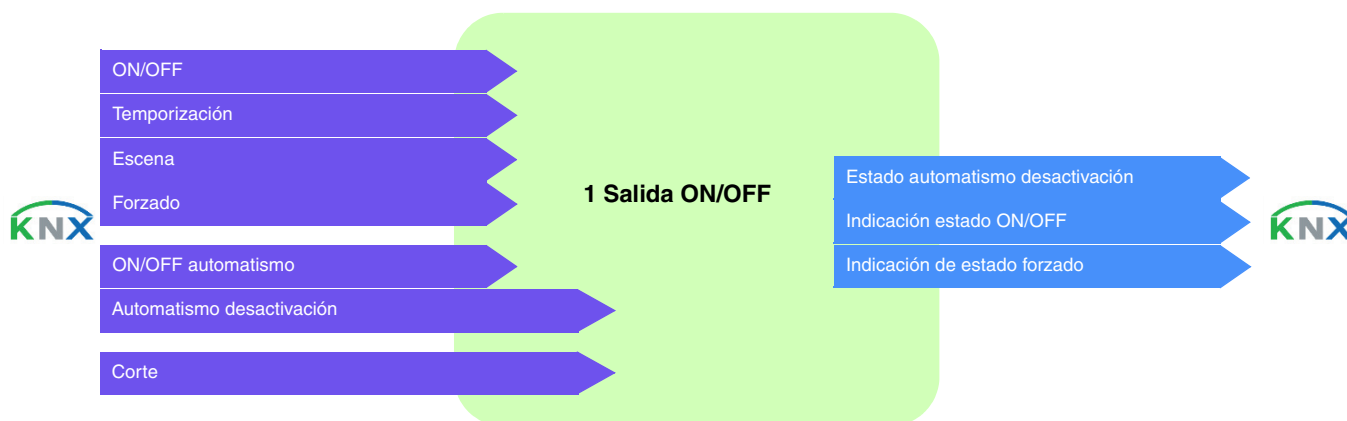 ON/OFF
Temporización
Escena
Forzado
KNX
ON/OFF automatismo
Automatismo desactivación
Corte
1 Salida ON/OFF
Estado automatismo desactivación
Indicación estado ON/OFF
Indicación de estado forzado
KNX